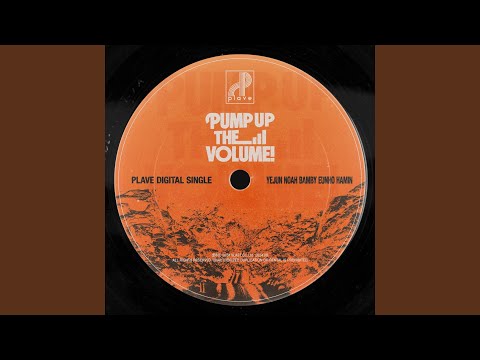 plave
PUMP UP
THE
VOLUME!
PLAVE DIGITAL SINGLE
YEJUN NOAH BAMBY EUNHO HAMIN